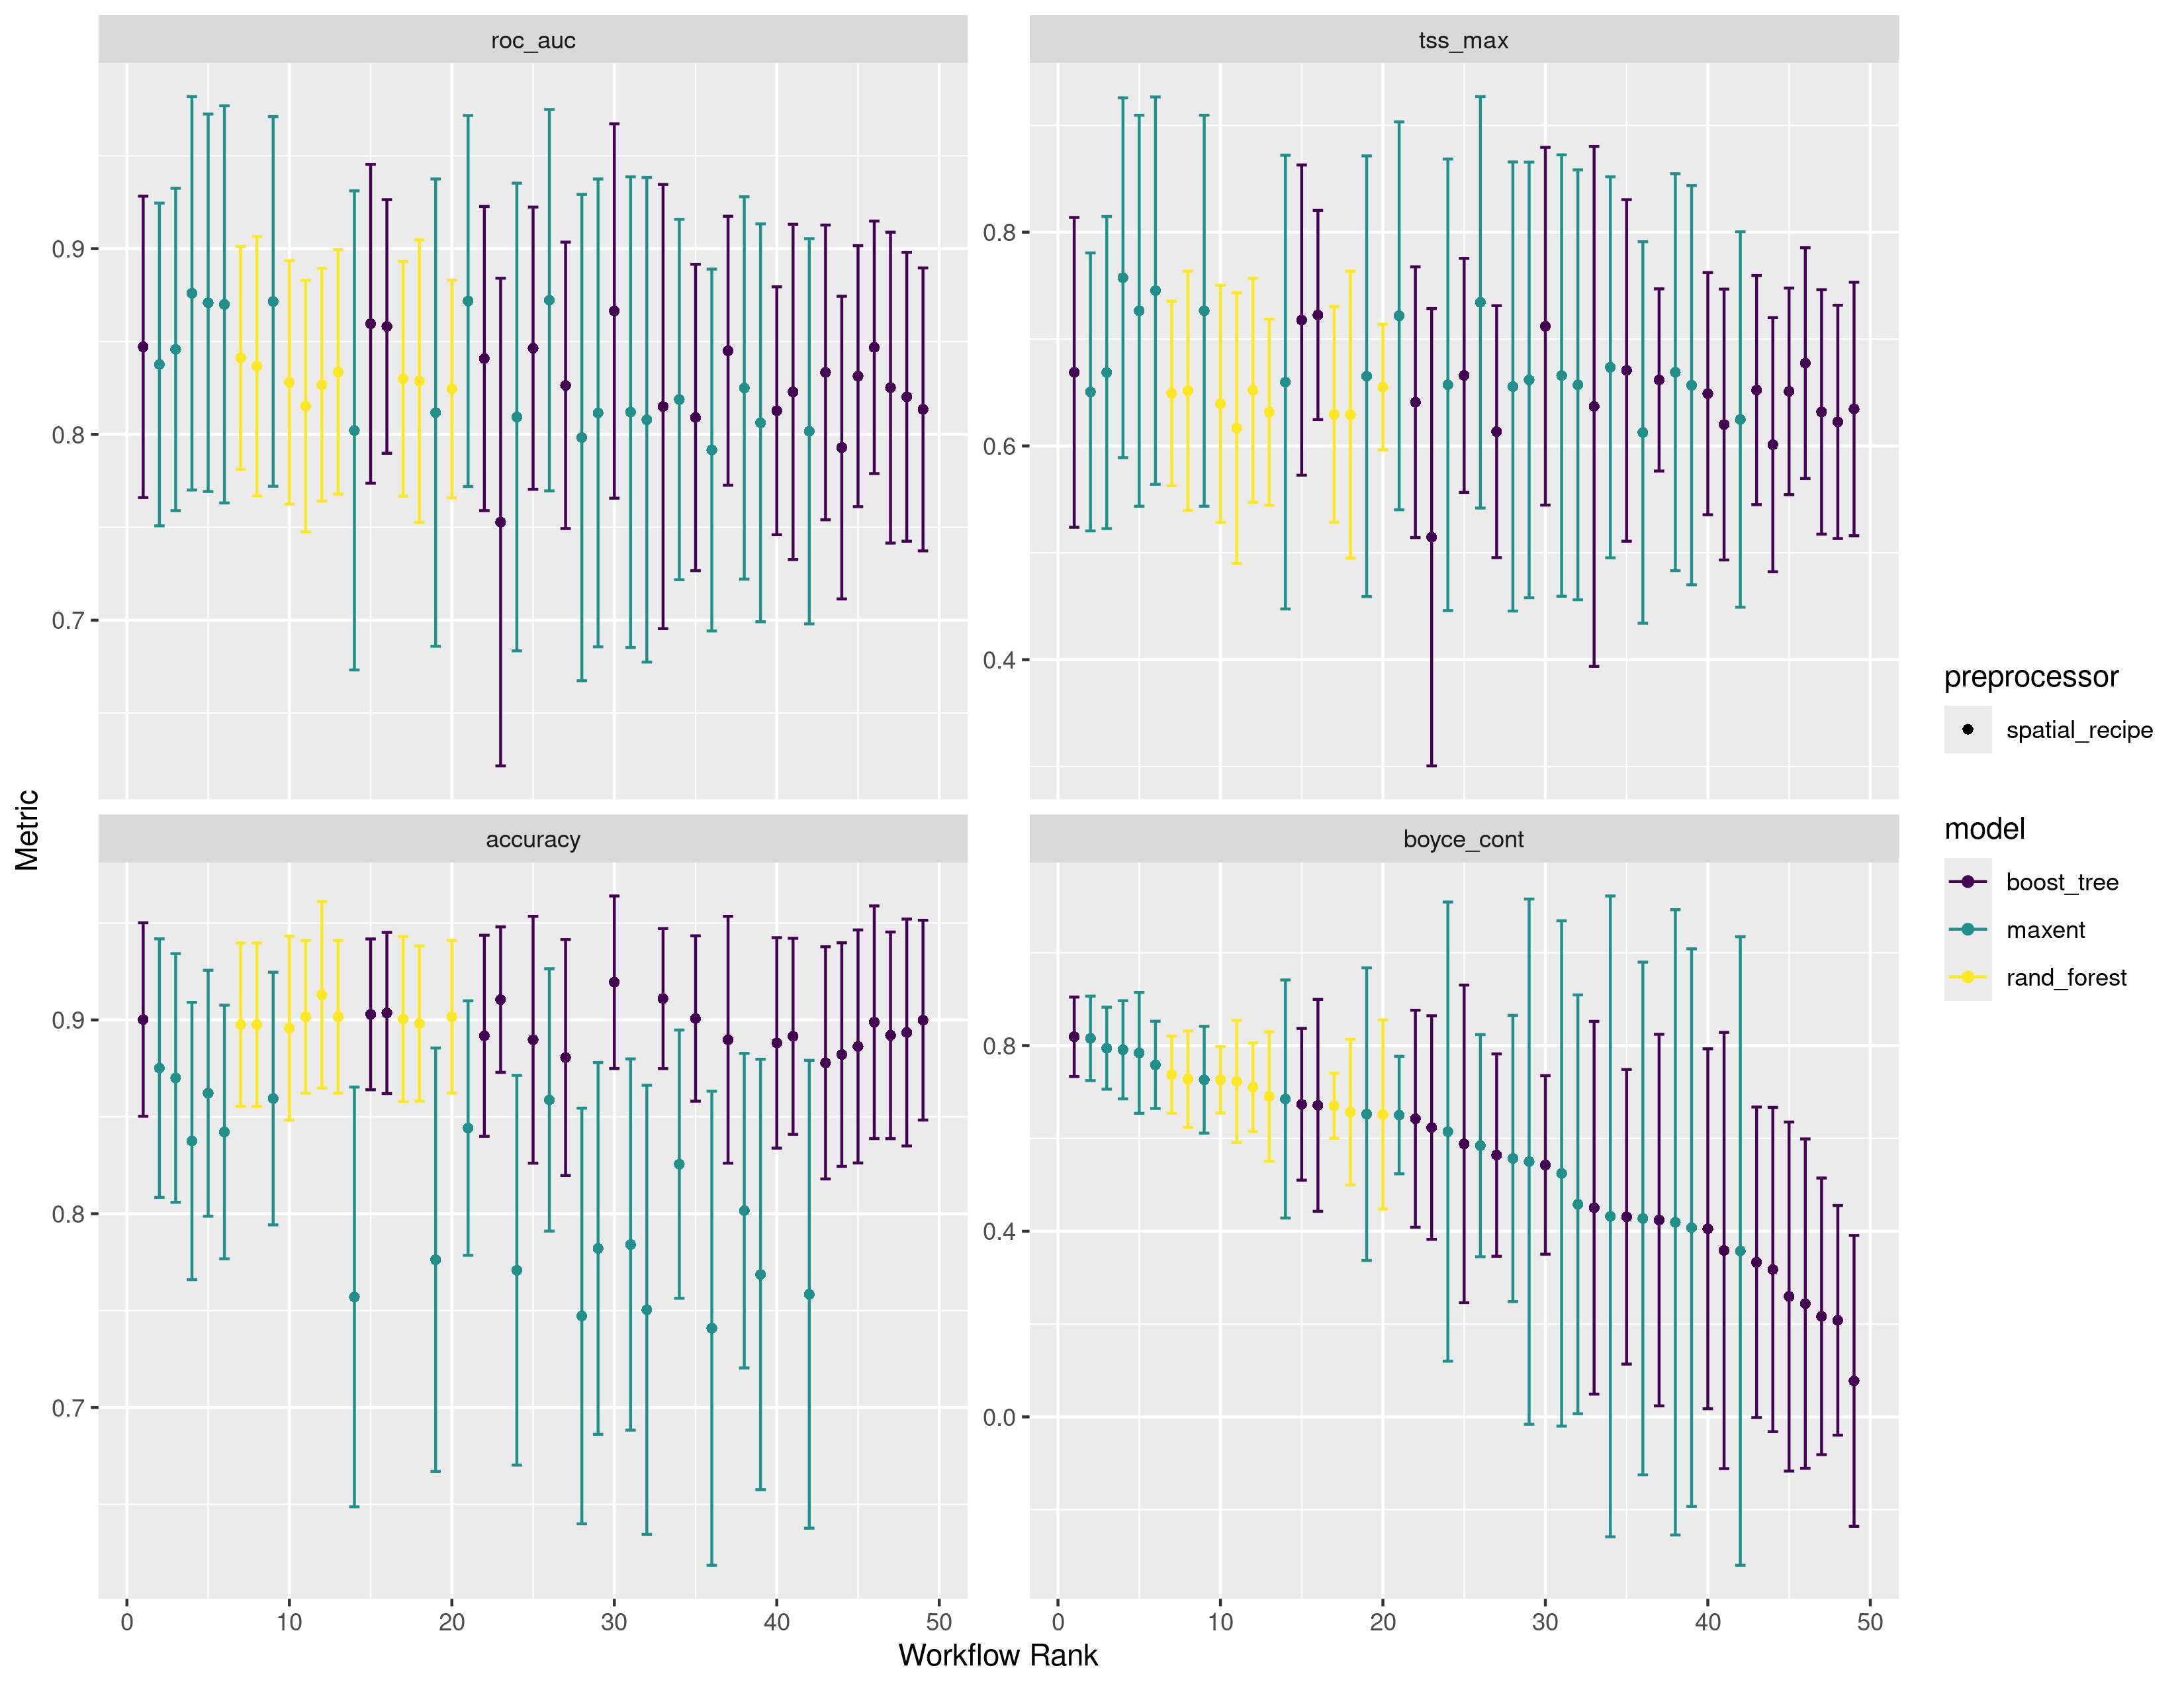 roc_auc
tss_max
0.9
0.8
0.7
0.8
0.6
0.4
Metric
accuracy
boyce_cont
0.9
0.8
0.7
0.8
0.4
0.0
0 10 20 30 40 50
0 10 20 30 40 50
Workflow Rank
preprocessor
spatial_recipe
model
boost_tree
maxent
rand_forest